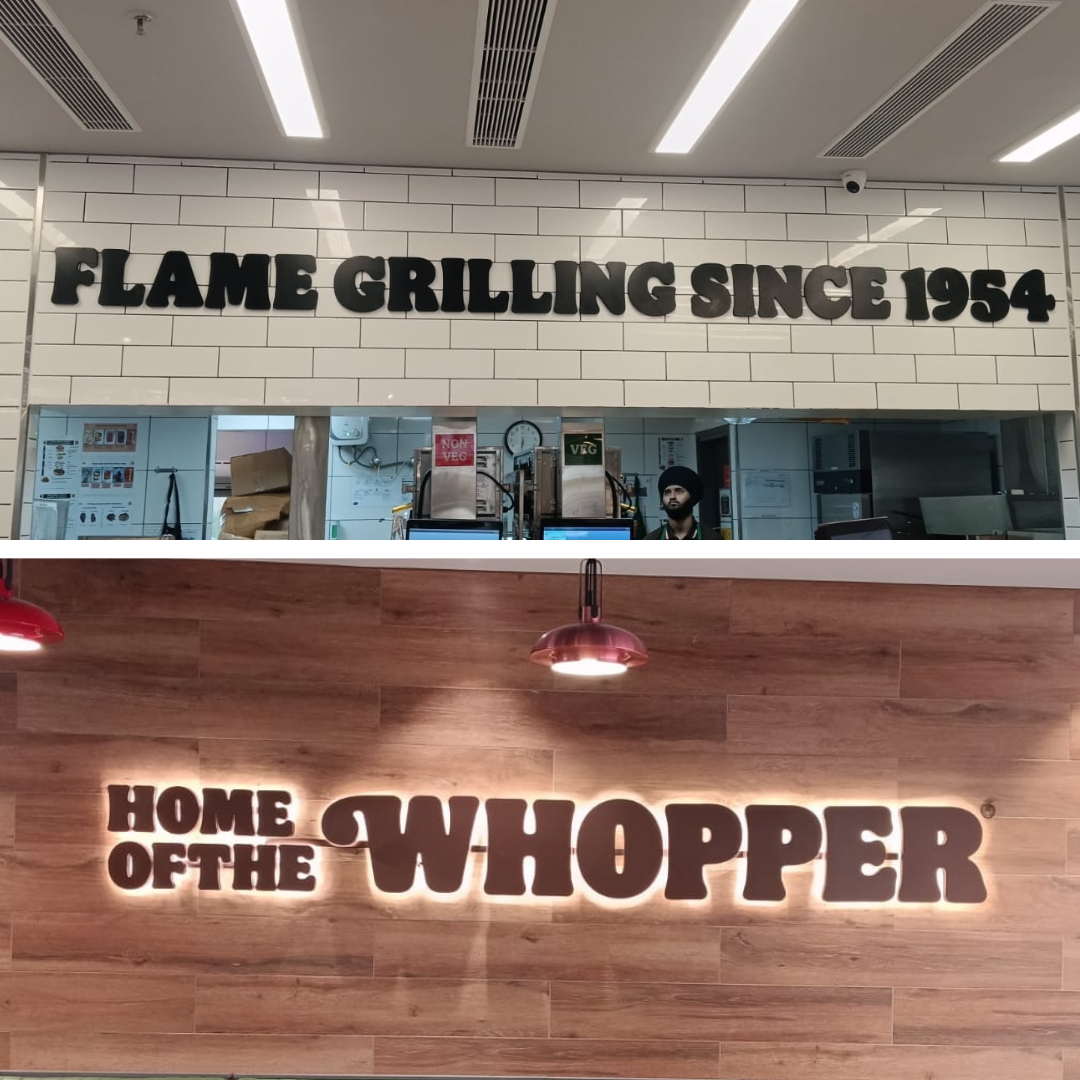 FLAME GRILLING SINCE 1954
NON
VEG
VEG
HOME
OF THE
WHOPPER®